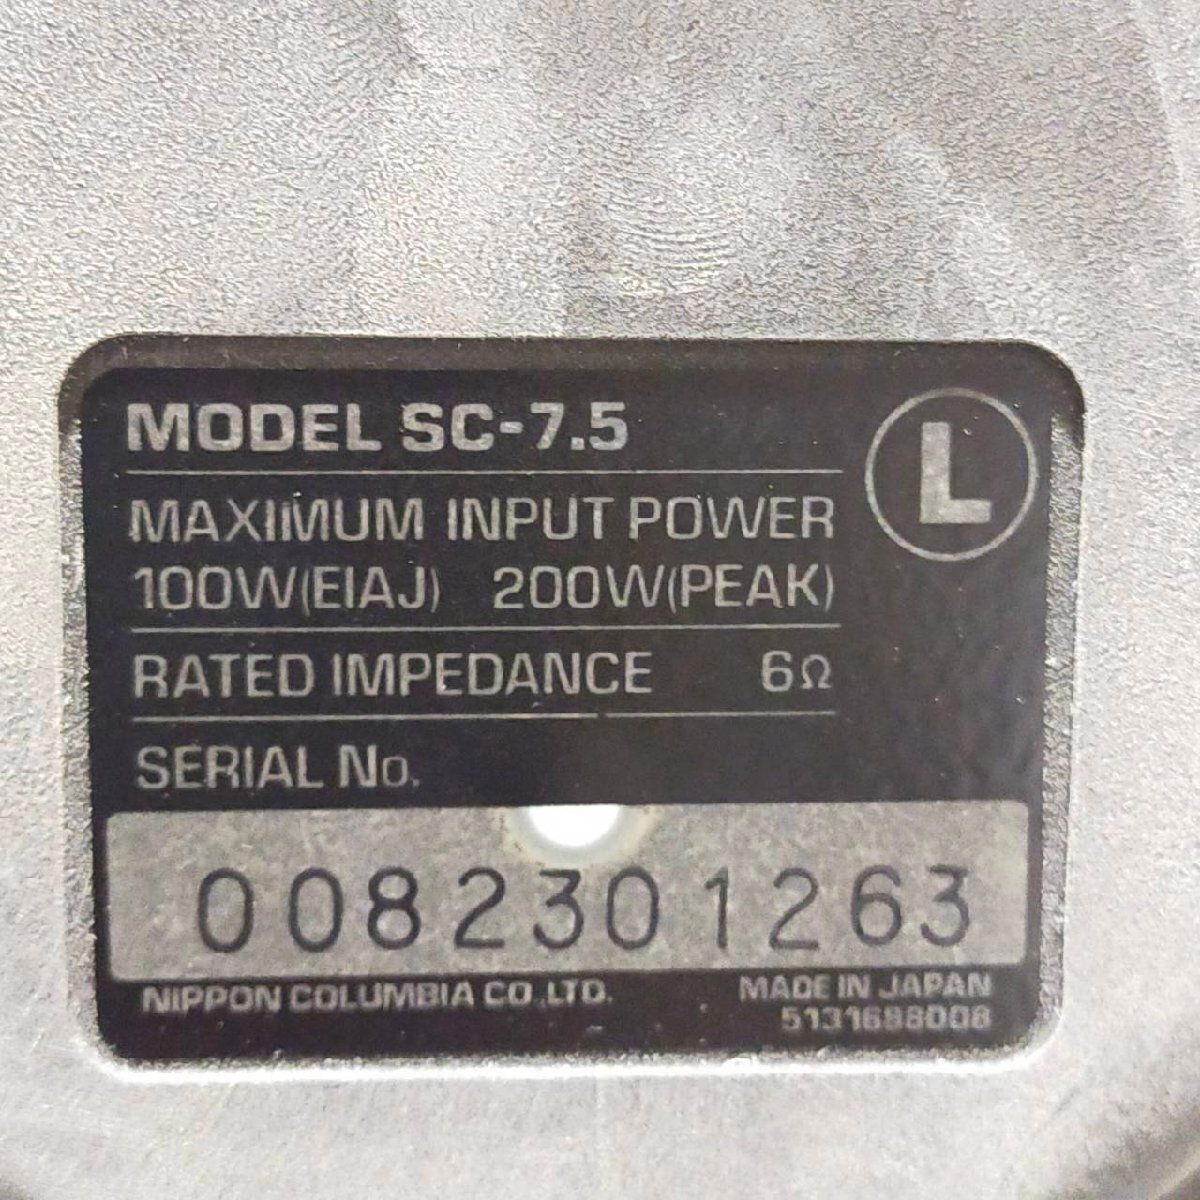 MODEL SC-7.5
L
MAXIMUM INPUT POWER
100W(EIAJ) 200W(PEAK)
RATED IMPEDANCE 6Ω
SERIAL No.
0082301263
NIPPON COLUMBIA CO.,LTD. MADE IN JAPAN
5131698008